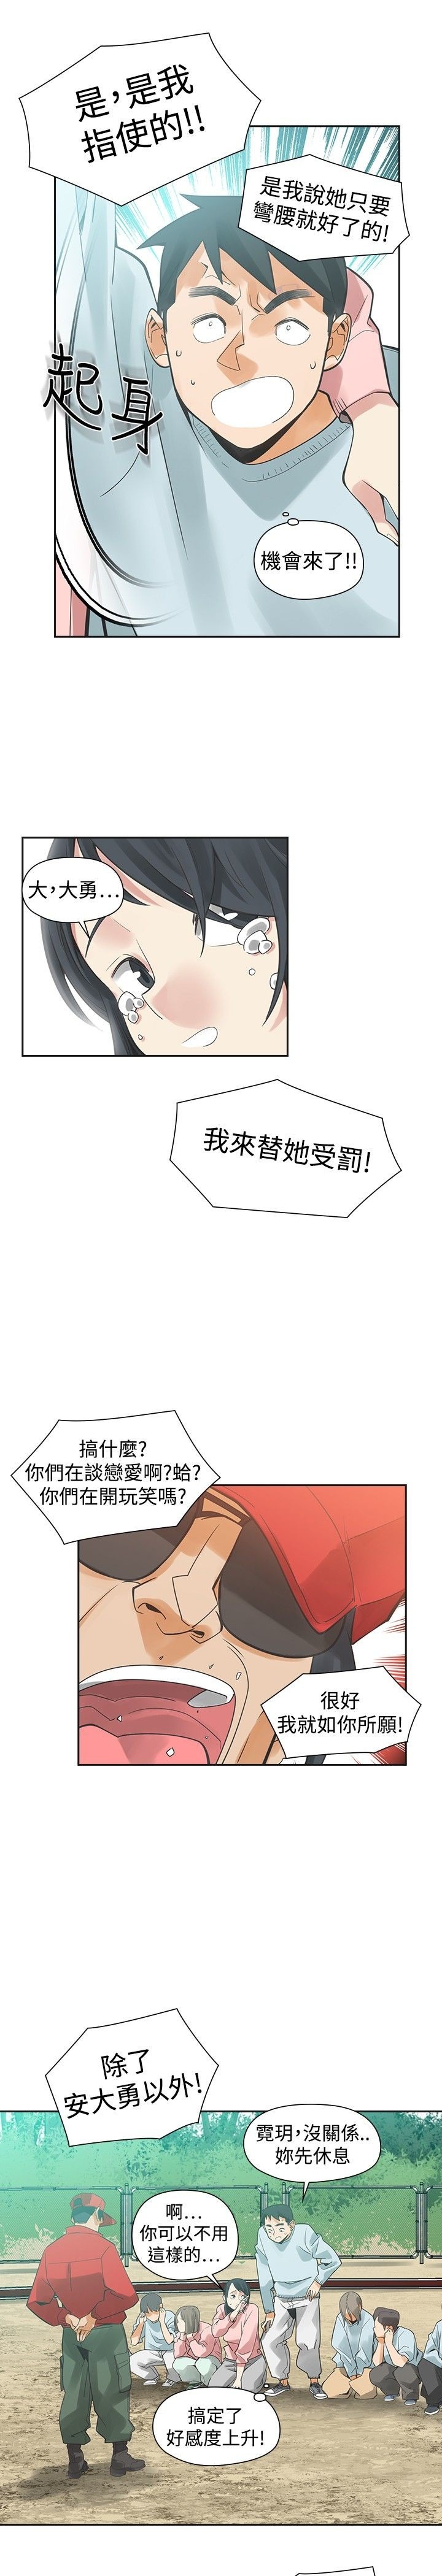 是,是我
指使的!!
是我說她只要
彎腰就好了的!
起身
機會來了!!
大,大勇...
我來替她受罰!
搞什麼?
你們在談戀愛啊?蛤?
你們在開玩笑嗎?
很好
我就如你所願!
除了
安大勇以外!
霓玥,沒關係..
妳先休息
啊...
你可以不用
這樣的...
搞定了
好感度上升!